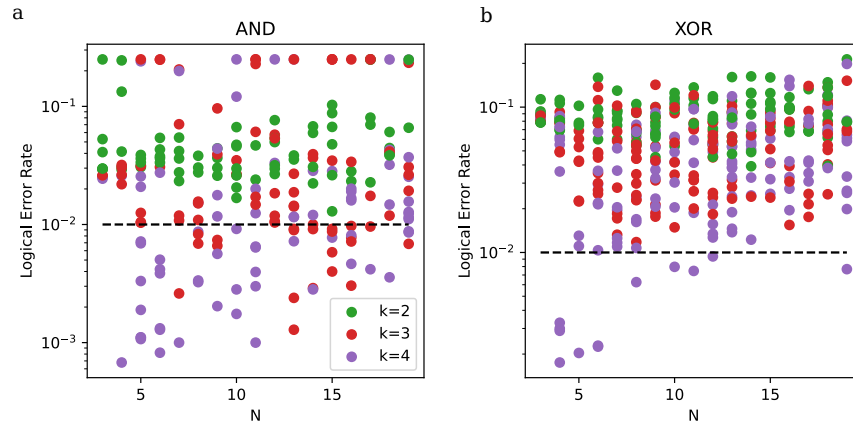 a
AND
Logical Error Rate
10⁻¹
10⁻²
10⁻³
5
10
15
N
k=2
k=3
k=4
b
XOR
Logical Error Rate
10⁻¹
10⁻²
5
10
15
N